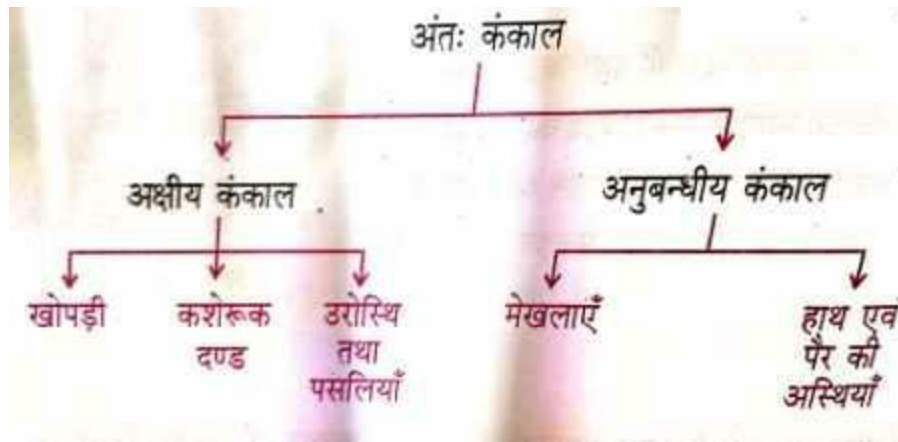 अंतः कंकाल
अक्षीय कंकाल
अनुबन्धीय कंकाल
खोपड़ी
कशेरूक
दण्ड
उरोस्थि
तथा
पसलियाँ
मेखलाएँ
हाथ एवं
पैर की
अस्थियाँ